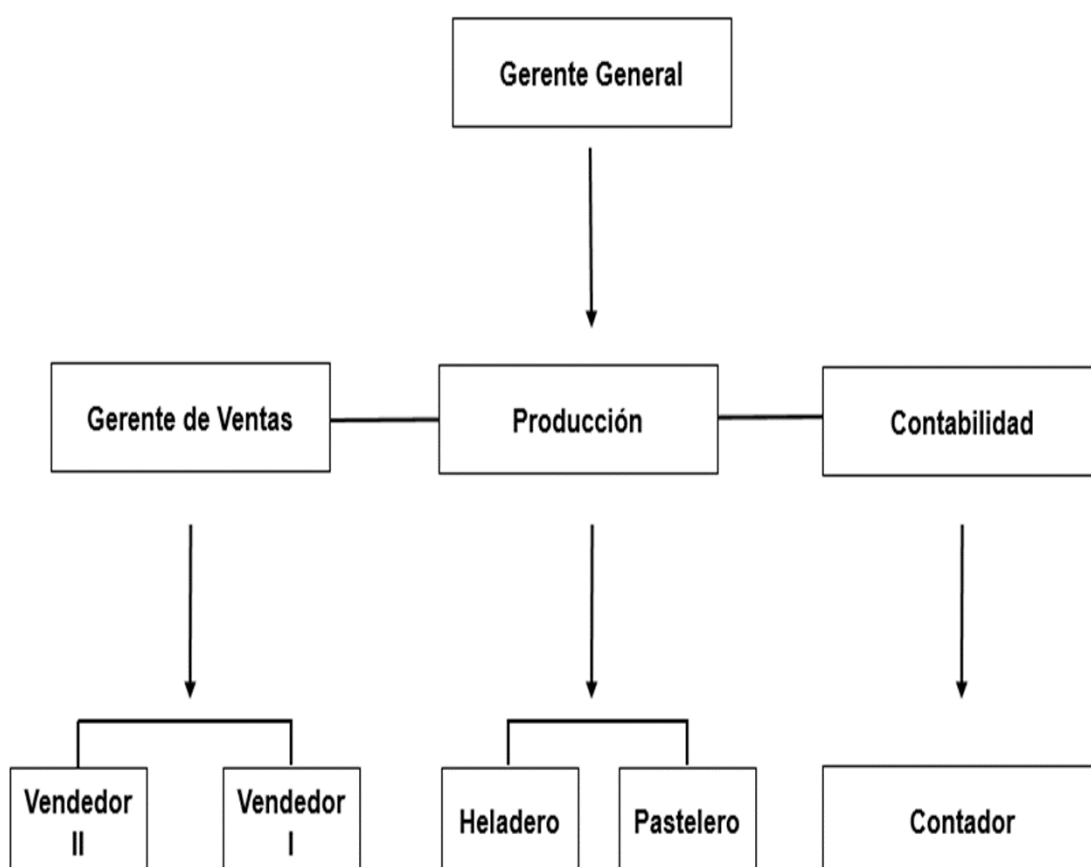 Gerente General
Gerente de Ventas
Producción
Contabilidad
Vendedor
II
Vendedor
I
Heladero
Pastelero
Contador